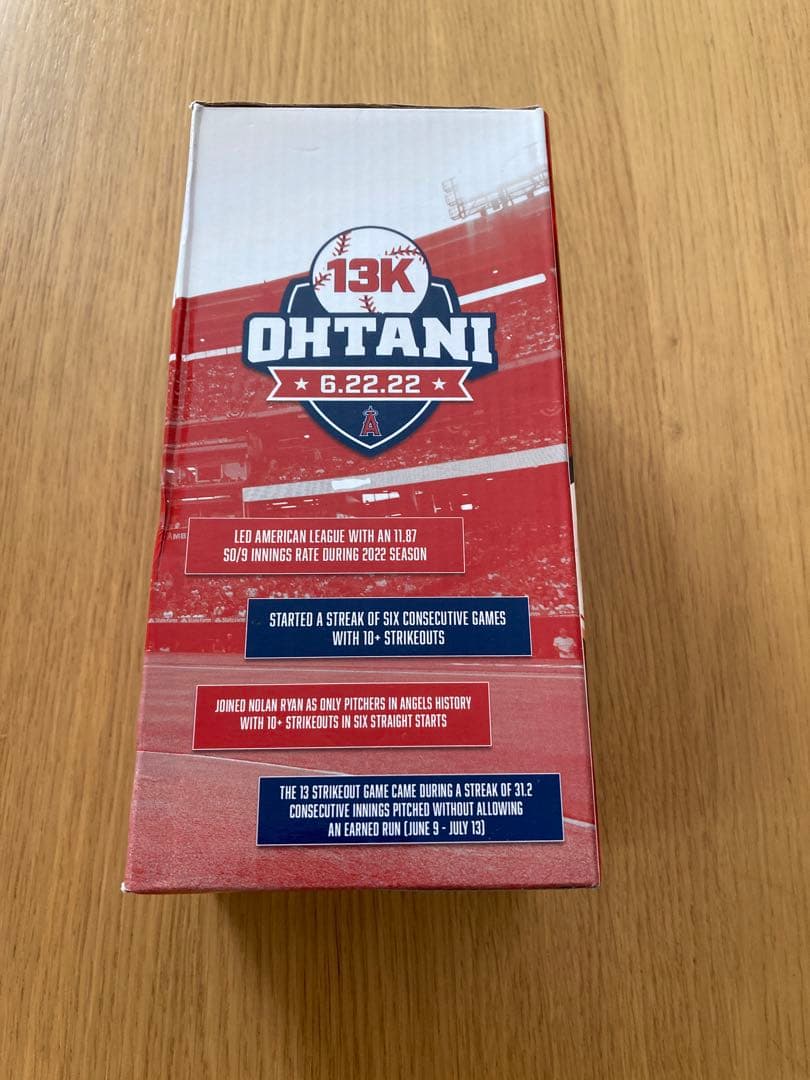 13K
OHTANI
★ 6.22.22 ★
A
LED AMERICAN LEAGUE WITH AN 11.87
SO/9 INNINGS RATE DURING 2022 SEASON
STARTED A STREAK OF SIX CONSECUTIVE GAMES
WITH 10+ STRIKEOUTS
JOINED NOLAN RYAN AS ONLY PITCHERS IN ANGELS HISTORY
WITH 10+ STRIKEOUTS IN SIX STRAIGHT STARTS
THE 13 STRIKEOUT GAME CAME DURING A STREAK OF 31.2
CONSECUTIVE INNINGS PITCHED WITHOUT ALLOWING
AN EARNED RUN (JUNE 9 - JULY 13)